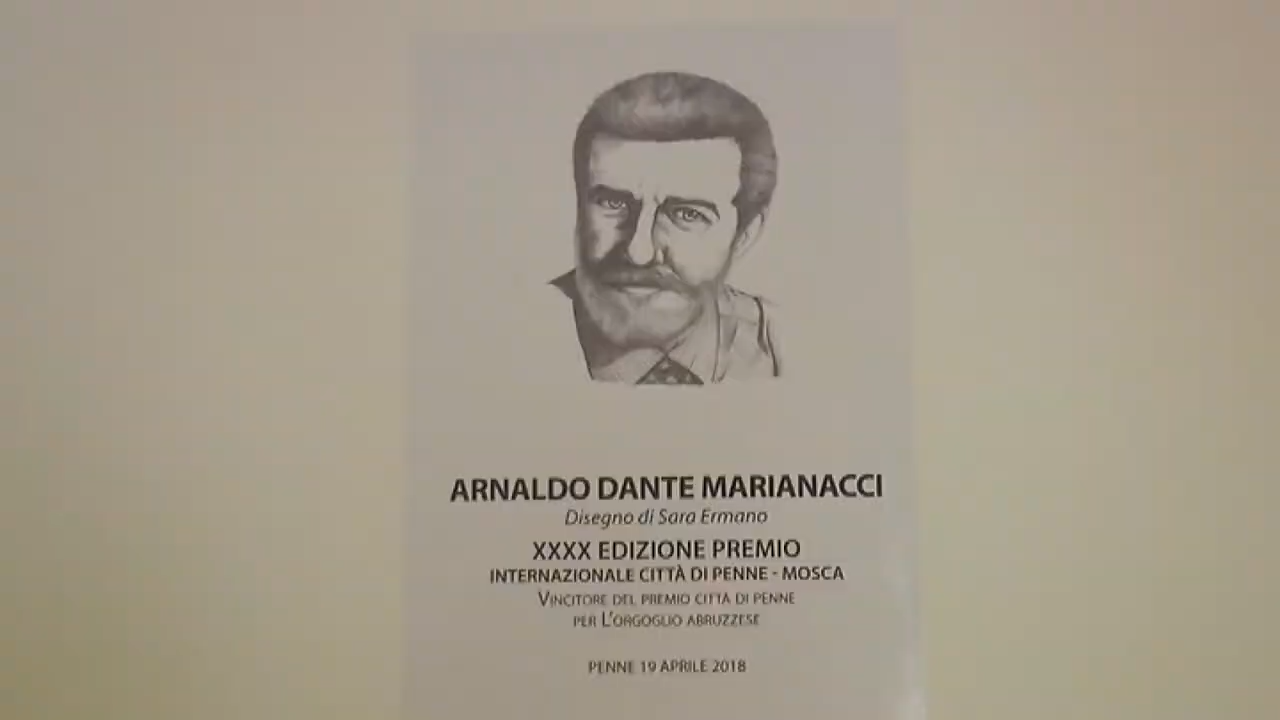 ARNALDO DANTE MARIANACCI
Disegno di Sara Ermano
XXXX EDIZIONE PREMIO
INTERNAZIONALE CITTÀ DI PENNE - MOSCA
VINCITORE DEL PREMIO CITTÀ DI PENNE
PER L'ORGOGLIO ABRUZZESE
PENNE 19 APRILE 2018